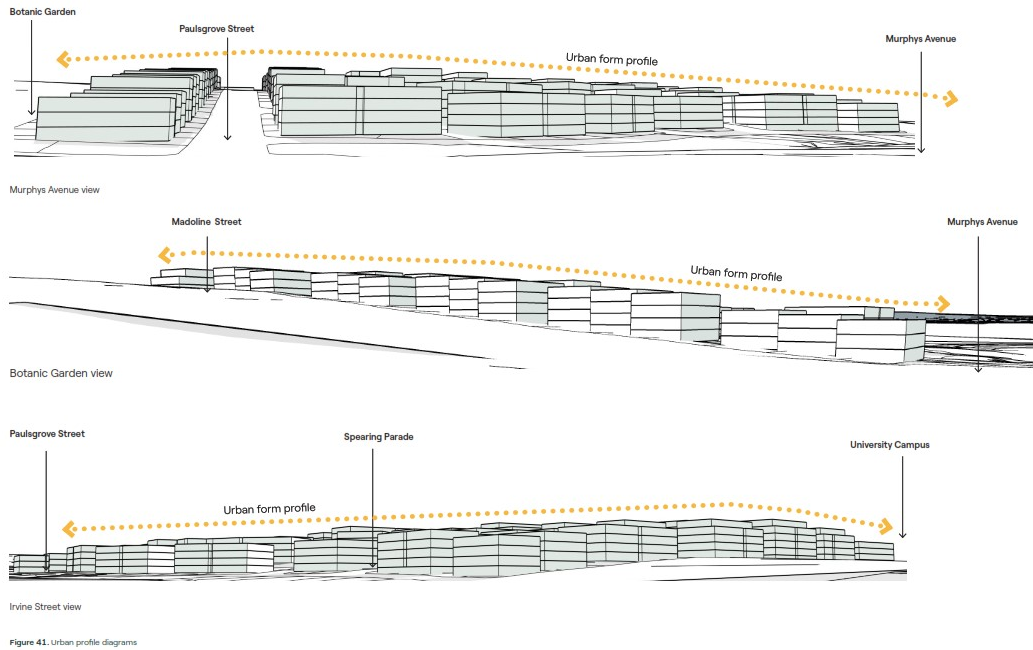 Botanic Garden
Paulsgrove Street
Murphys Avenue
Urban form profile
Murphys Avenue view
Madoline Street
Murphys Avenue
Urban form profile
Botanic Garden view
Paulsgrove Street
Spearing Parade
University Campus
Urban form profile
Irvine Street view
Figure 41. Urban profile diagrams